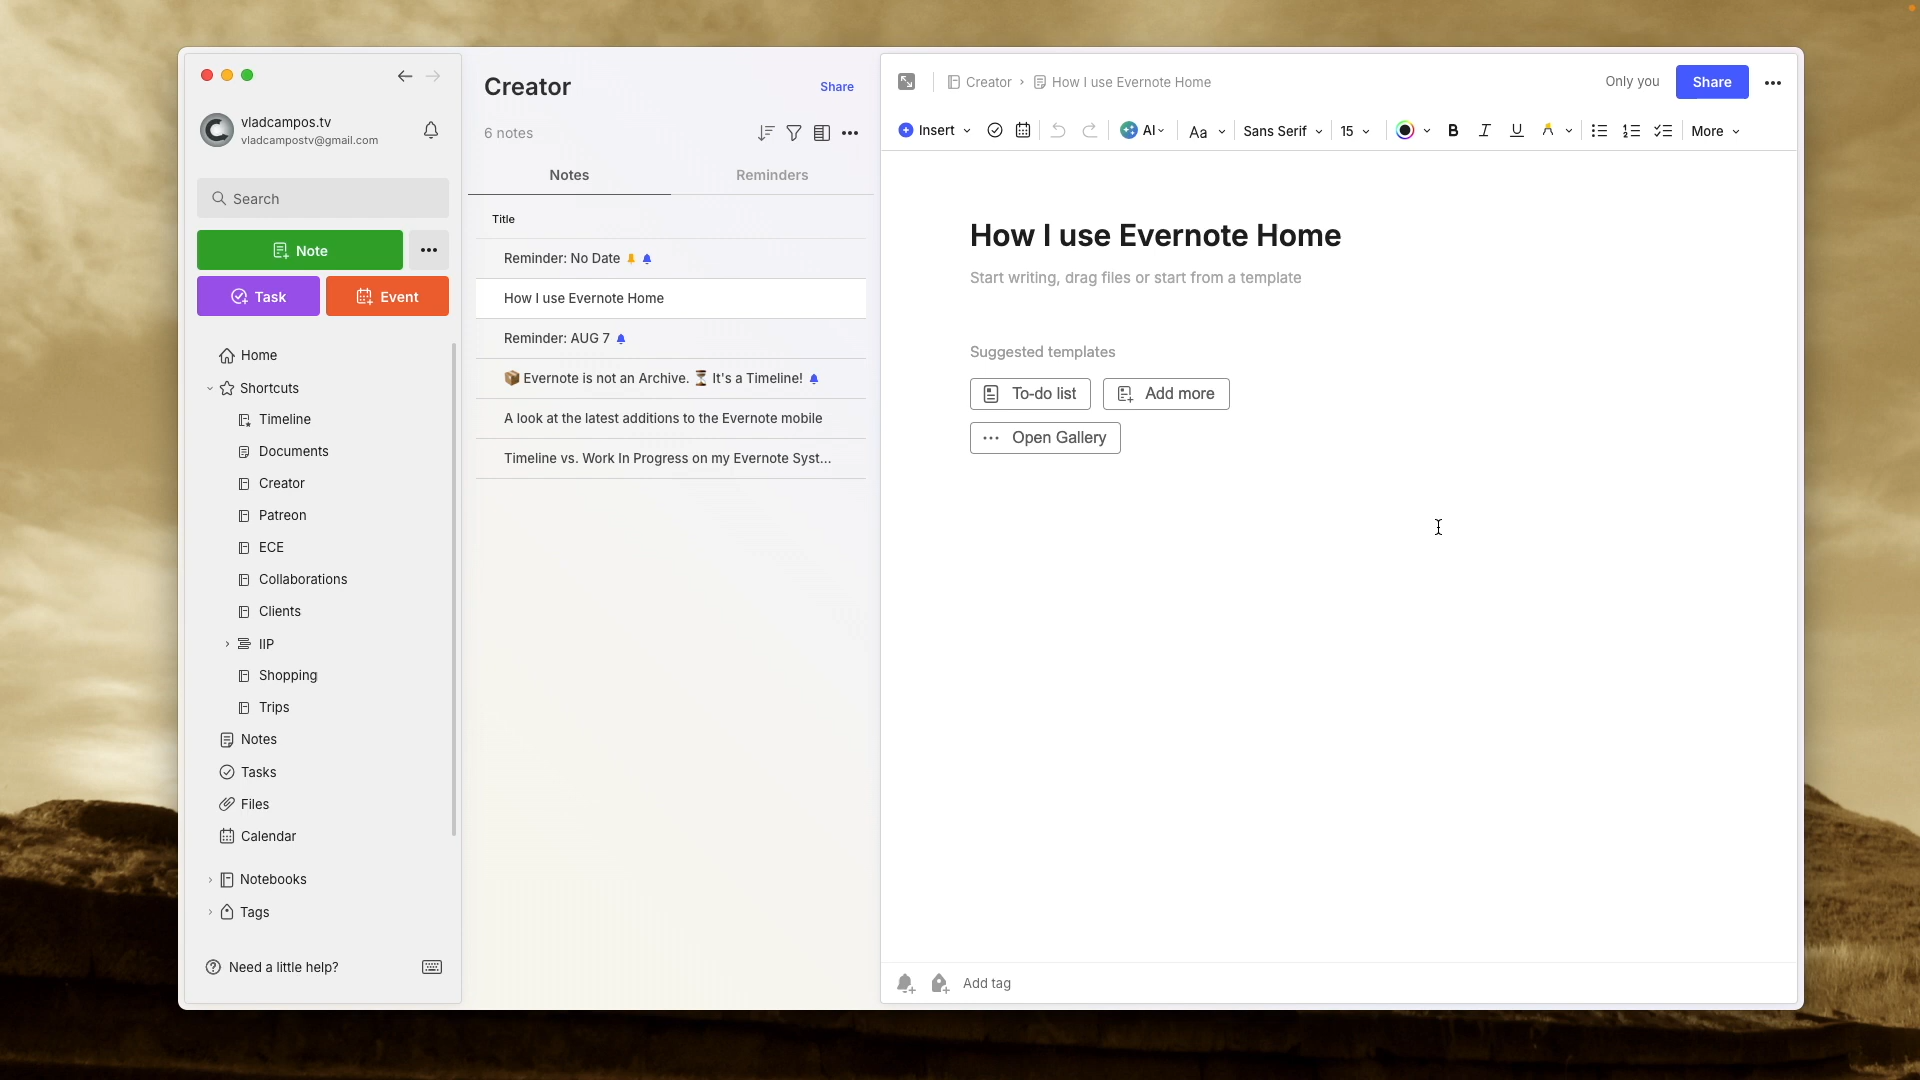 vladcampos.tv
vladcampostv@gmail.com
Search
Note
Task
Event
Home
Shortcuts
Timeline
Documents
Creator
Patreon
ECE
Collaborations
Clients
IIP
Shopping
Trips
Notes
Tasks
Files
Calendar
Notebooks
Tags
Need a little help?
Creator
Share
6 notes
Notes
Reminders
Title
Reminder: No Date
How I use Evernote Home
Reminder: AUG 7
📦 Evernote is not an Archive. ⏳ It's a Timeline!
A look at the latest additions to the Evernote mobile
Timeline vs. Work In Progress on my Evernote Syst...
Creator > How I use Evernote Home
Only you
Share
Insert
AI
Aa
Sans Serif
15
B
I
U
More
How I use Evernote Home
Start writing, drag files or start from a template
Suggested templates
To-do list
Add more
Open Gallery
Add tag